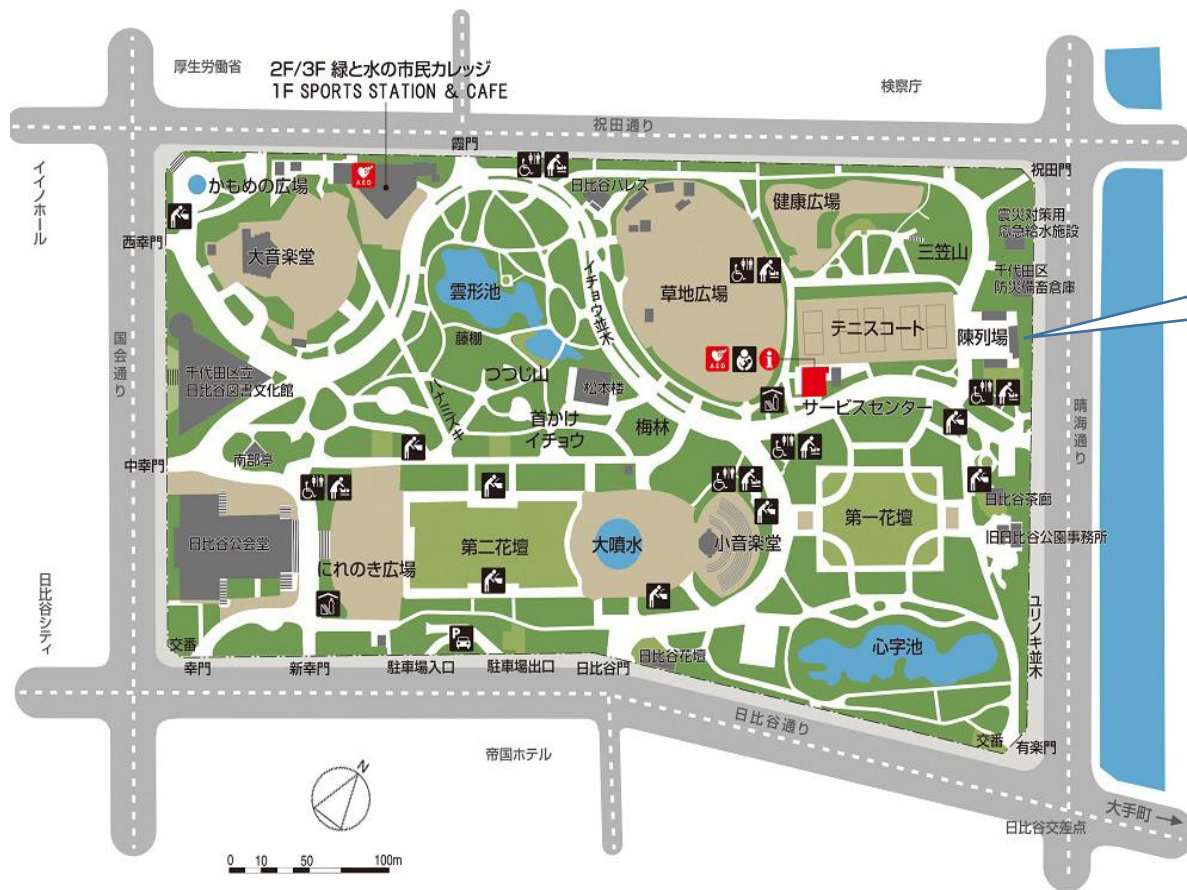 厚生労働省
2F/3F 緑と水の市民カレッジ
1F SPORTS STATION & CAFE
検察庁
祝田通り
霞門
イイノホール
かもめの広場
AED
日比谷パレス
健康広場
祝田門
震災対策用
応急給水施設
西幸門
大音楽堂
三笠山
千代田区
防災備蓄倉庫
雲形池
イチョウ並木
草地広場
テニスコート
陳列場
国会通り
藤棚
千代田区立
日比谷図書文化館
つつじ山
松本楼
AED
i
サービスセンター
晴海通り
ハナミズキ
首かけ
イチョウ
梅林
南部亭
中幸門
日比谷茶廊
日比谷公会堂
にれのき広場
第二花壇
大噴水
小音楽堂
第一花壇
旧日比谷公園事務所
日比谷シティ
ユリノキ並木
心字池
交番
幸門
新幸門
P
駐車場入口
駐車場出口
日比谷門
日比谷花壇
日比谷通り
交番
有楽門
帝国ホテル
N
大手町 →
日比谷交差点
0 10 50 100m